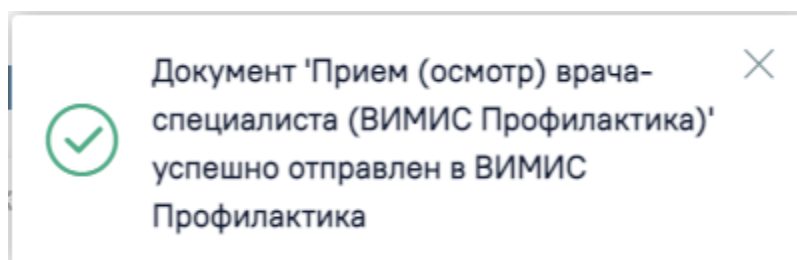 Документ 'Прием (осмотр) врача-
специалиста (ВИМИС Профилактика)'
успешно отправлен в ВИМИС
Профилактика